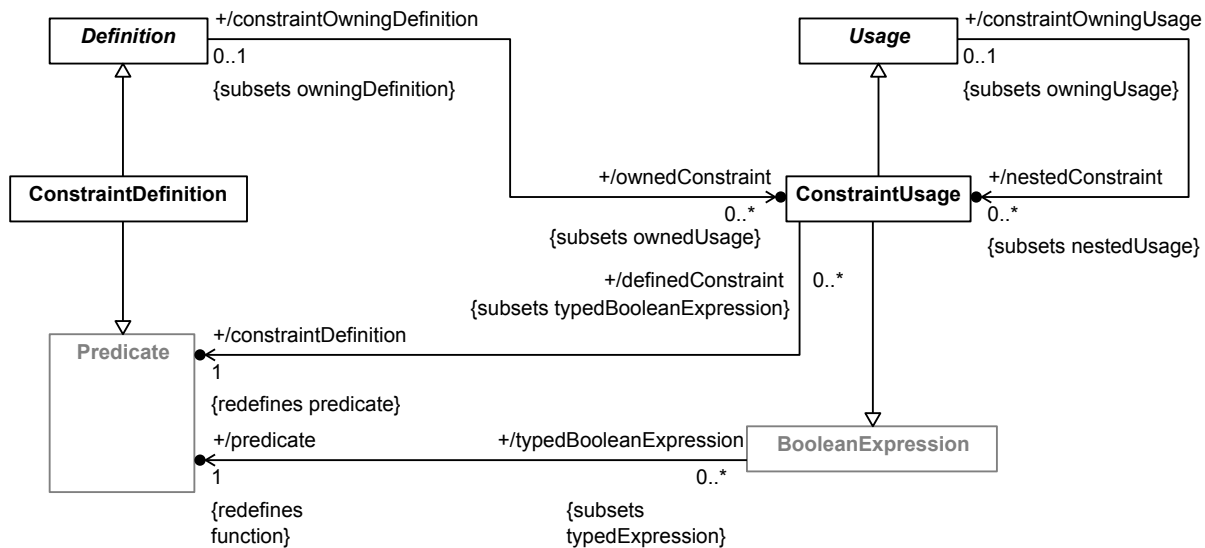 +/constraintOwningDefinition
+/constraintOwningUsage
Definition
Usage
0..1
0..1
{subsets owningDefinition}
{subsets owningUsage}
ConstraintDefinition
+/ownedConstraint
ConstraintUsage
+/nestedConstraint
0..*
0..*
{subsets ownedUsage}
{subsets nestedUsage}
+/definedConstraint
0..*
{subsets typedBooleanExpression}
+/constraintDefinition
Predicate
1
{redefines predicate}
+/predicate
+/typedBooleanExpression
BooleanExpression
1
0..*
{redefines
function}
{subsets
typedExpression}